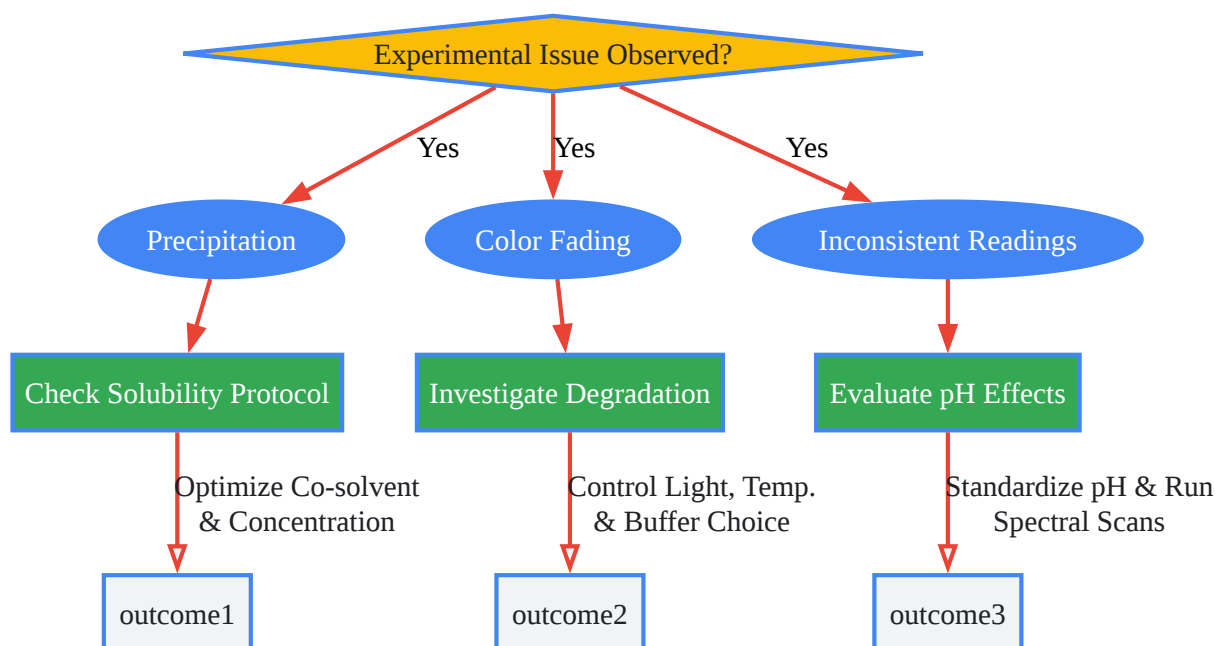 Experimental Issue Observed?
Yes
Yes
Yes
Precipitation
Color Fading
Inconsistent Readings
Check Solubility Protocol
Investigate Degradation
Evaluate pH Effects
Optimize Co-solvent
& Concentration
Control Light, Temp.
& Buffer Choice
Standardize pH & Run
Spectral Scans
outcome1
outcome2
outcome3